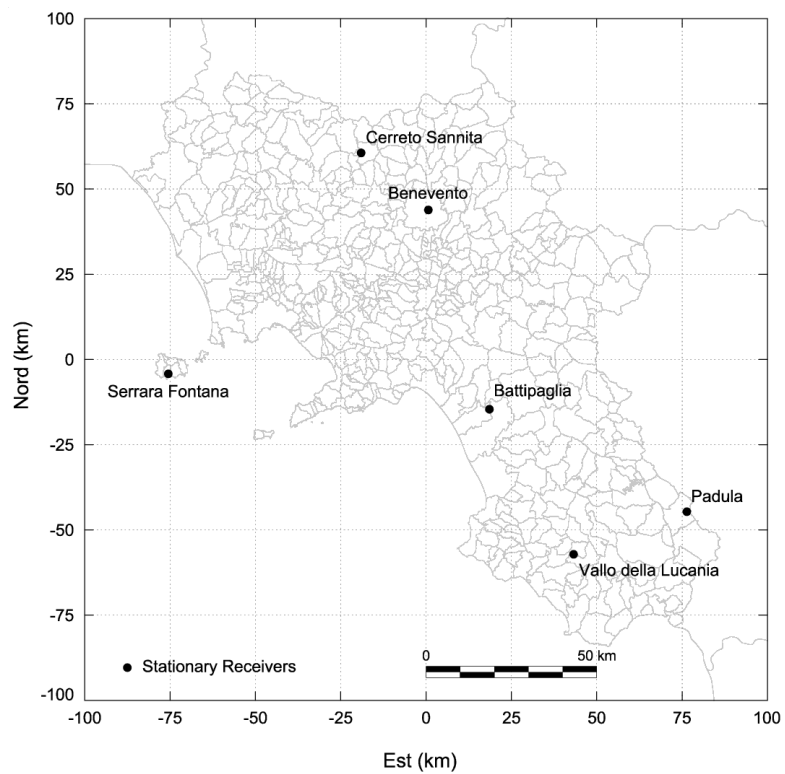 100
75
50
25
0
-25
-50
-75
-100
Nord (km)
Cerreto Sannita
Benevento
Serrara Fontana
Battipaglia
Padula
Vallo della Lucania
Stationary Receivers
0 50 km
-100 -75 -50 -25 0 25 50 75 100
Est (km)